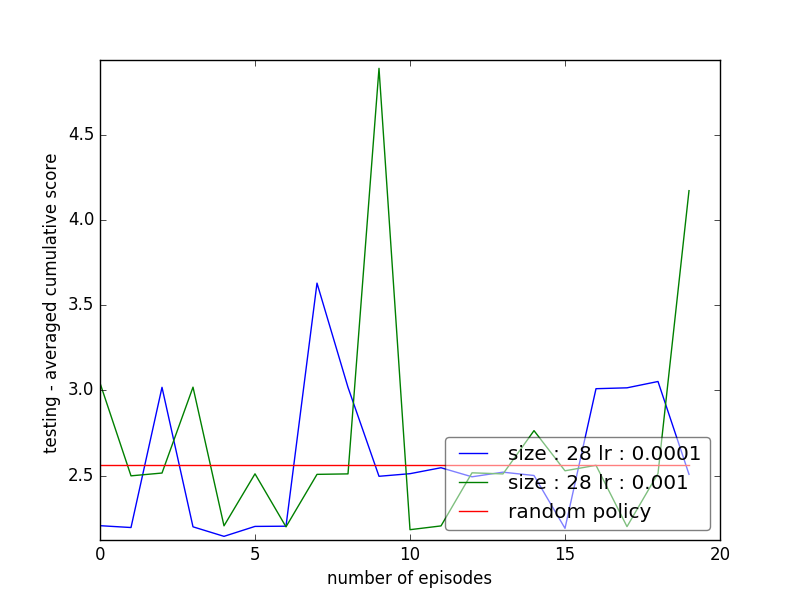 testing - averaged cumulative score
4.5
4.0
3.5
3.0
2.5
size : 28 lr : 0.0001
size : 28 lr : 0.001
random policy
0
5
10
15
20
number of episodes